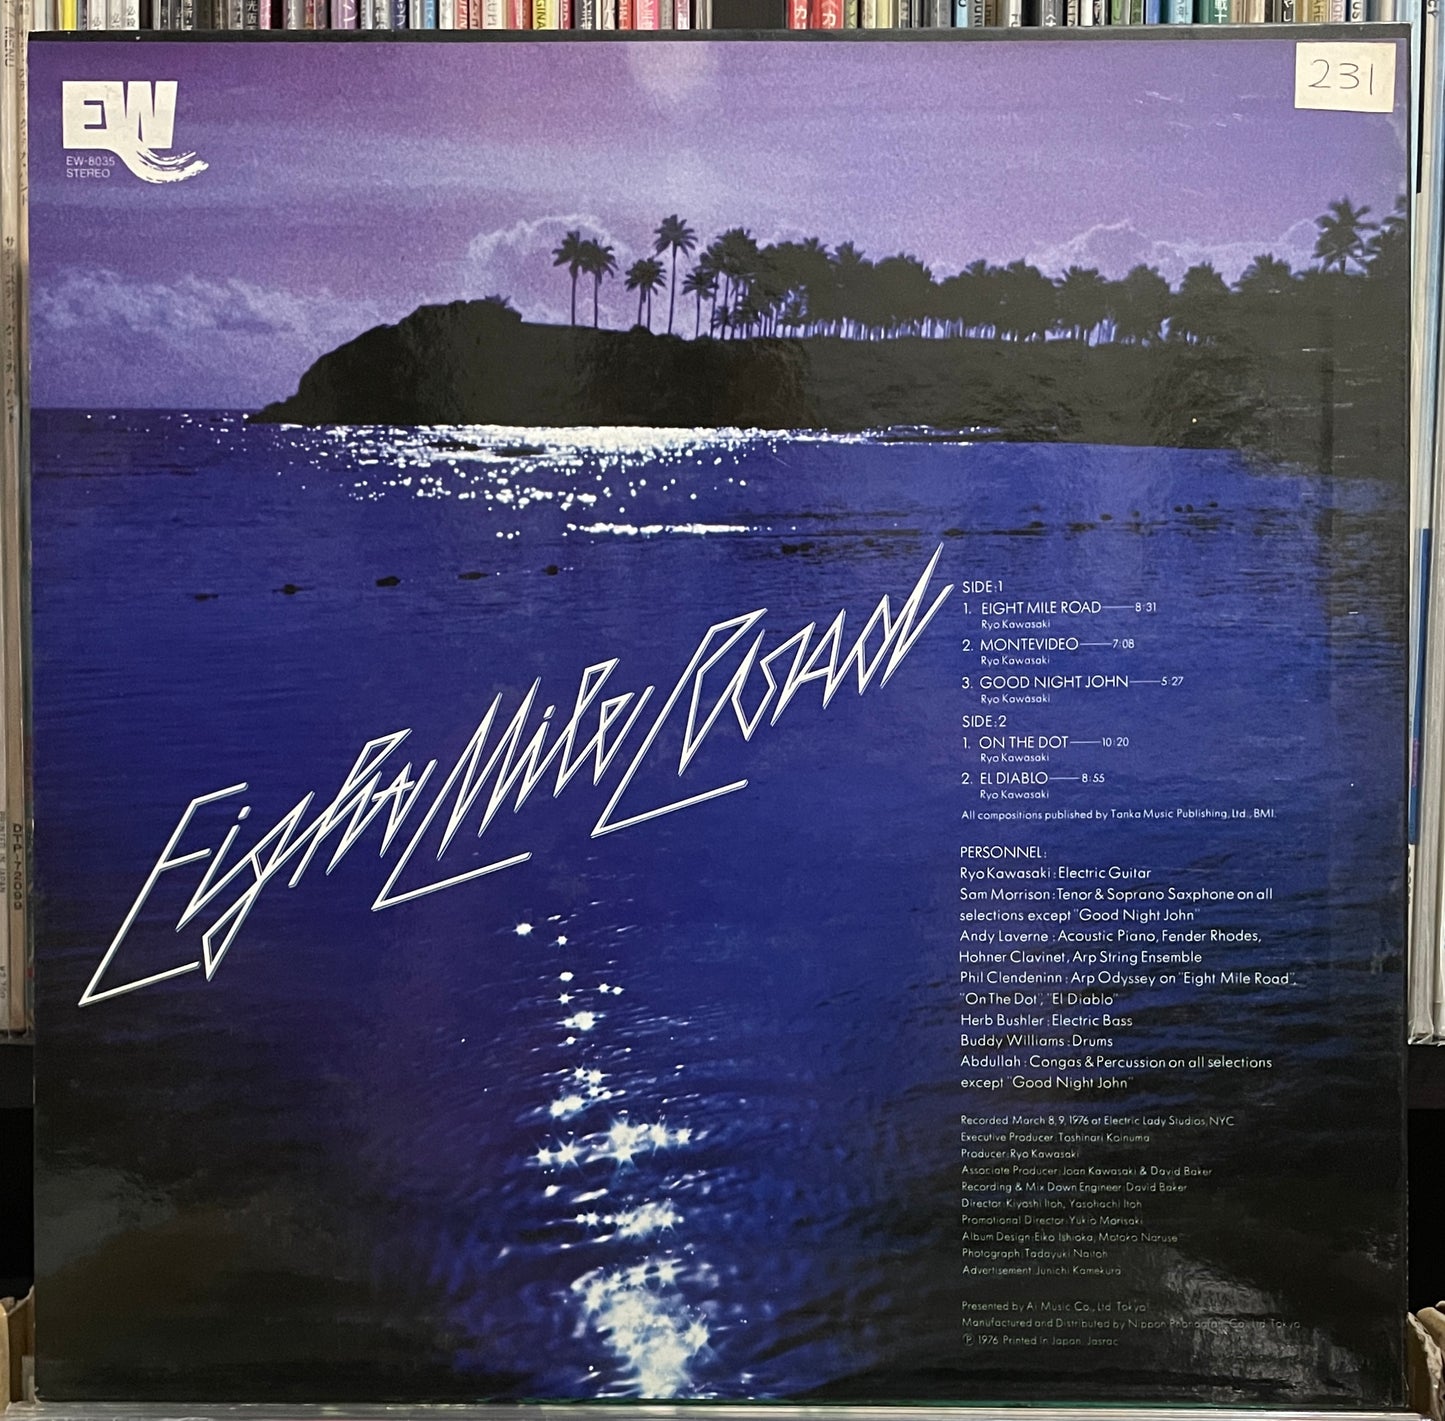 EW
EW-8035
STEREO
231
Eight Mile Road
SIDE:1
1. EIGHT MILE ROAD——8:31
Ryo Kawasaki
2. MONTEVIDEO——7:08
Ryo Kawasaki
3. GOOD NIGHT JOHN——5:27
Ryo Kawasaki
SIDE:2
1. ON THE DOT——10:20
Ryo Kawasaki
2. EL DIABLO——8:55
Ryo Kawasaki
All compositions published by Tanka Music Publishing, Ltd., BMI.
PERSONNEL:
Ryo Kawasaki: Electric Guitar
Sam Morrison: Tenor & Soprano Saxphone on all
selections except "Good Night John"
Andy Laverne: Acoustic Piano, Fender Rhodes,
Hohner Clavinet, Arp String Ensemble
Phil Clendeninn: Arp Odyssey on "Eight Mile Road",
"On The Dot", "El Diablo"
Herb Bushler: Electric Bass
Buddy Williams: Drums
Abdullah: Congas & Percussion on all selections
except "Good Night John"
Recorded March 8, 9, 1976 at Electric Lady Studios, NYC
Executive Producer: Toshinari Koinuma
Producer: Ryo Kawasaki
Associate Producer: Joan Kawasaki & David Baker
Recording & Mix Down Engineer: David Baker
Director: Kiyoshi Itoh, Yasohachi Itoh
Promotional Director: Yukio Morisaki
Album Design: Eiko Ishioka, Motoko Naruse
Photograph: Tadayuki Naitoh
Advertisement: Junichi Kamekura
Presented by Ai Music Co., Ltd. Tokyo
Manufactured and Distributed by Nippon Phonogram Co., Ltd. Tokyo
Ⓟ 1976 Printed in Japan. Jasrac
DTP-72099